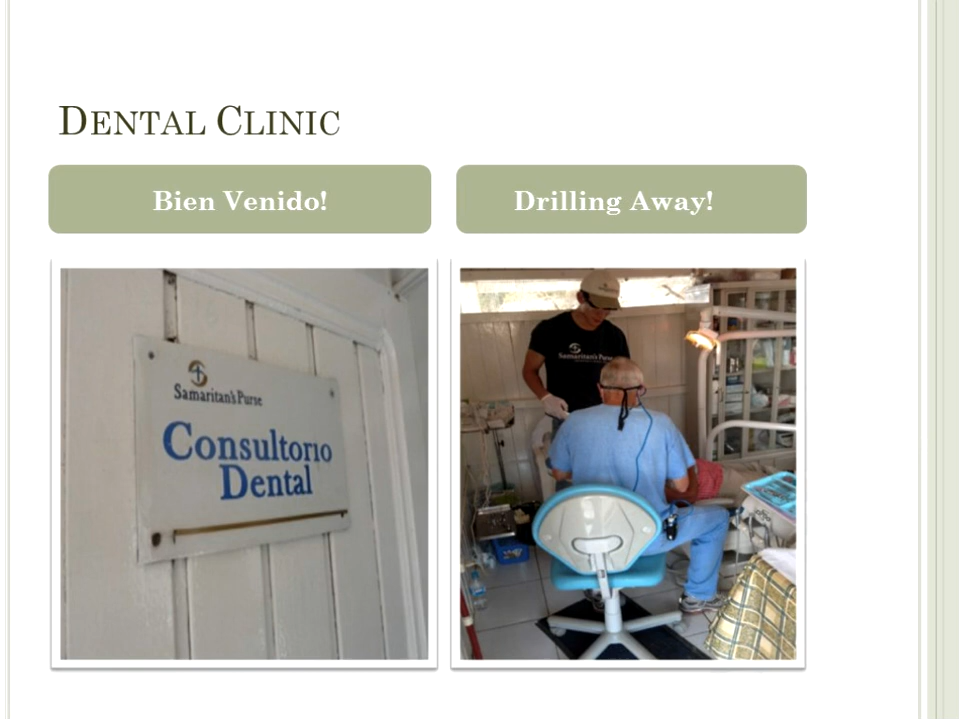 Dental Clinic
Bien Venido!
Drilling Away!
Samaritan's Purse
Consultorio
Dental
Samaritan's Purse